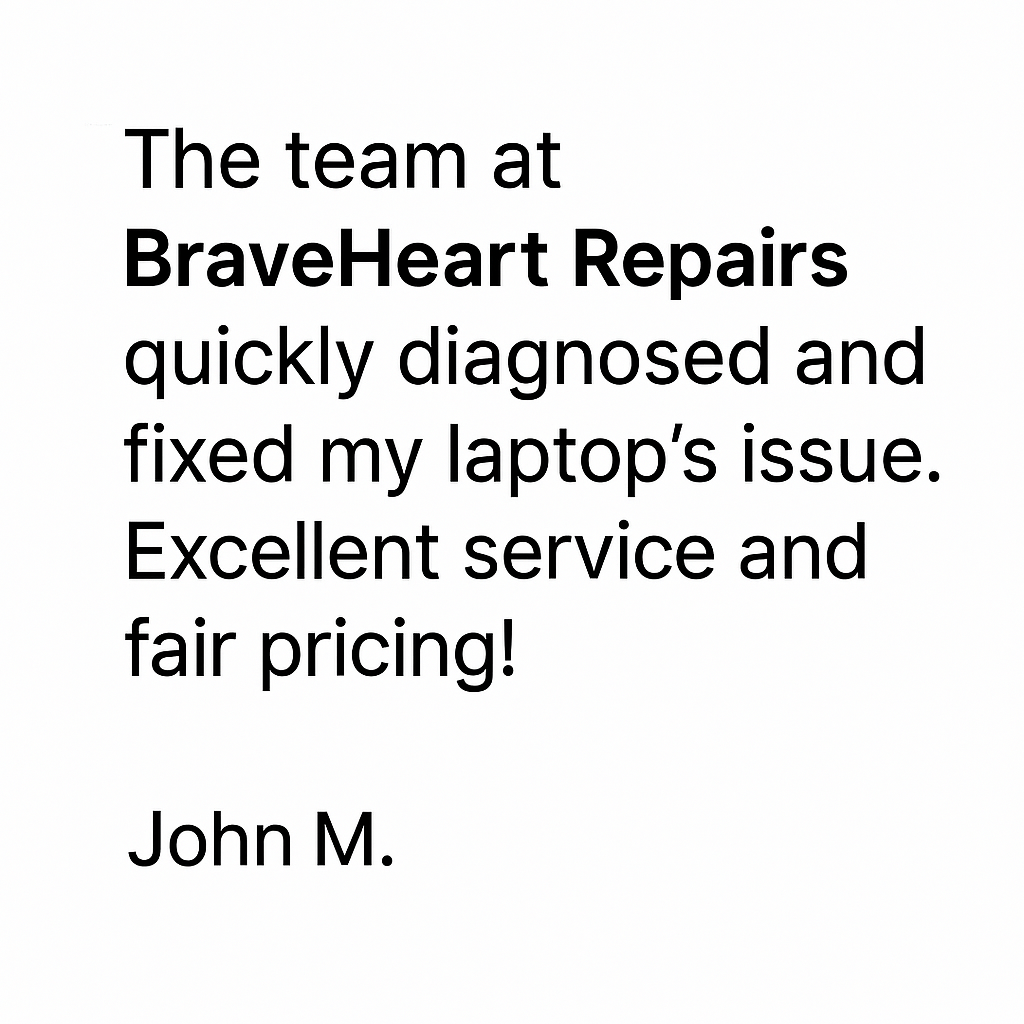 The team at
BraveHeart Repairs
quickly diagnosed and
fixed my laptop’s issue.
Excellent service and
fair pricing!
John M.